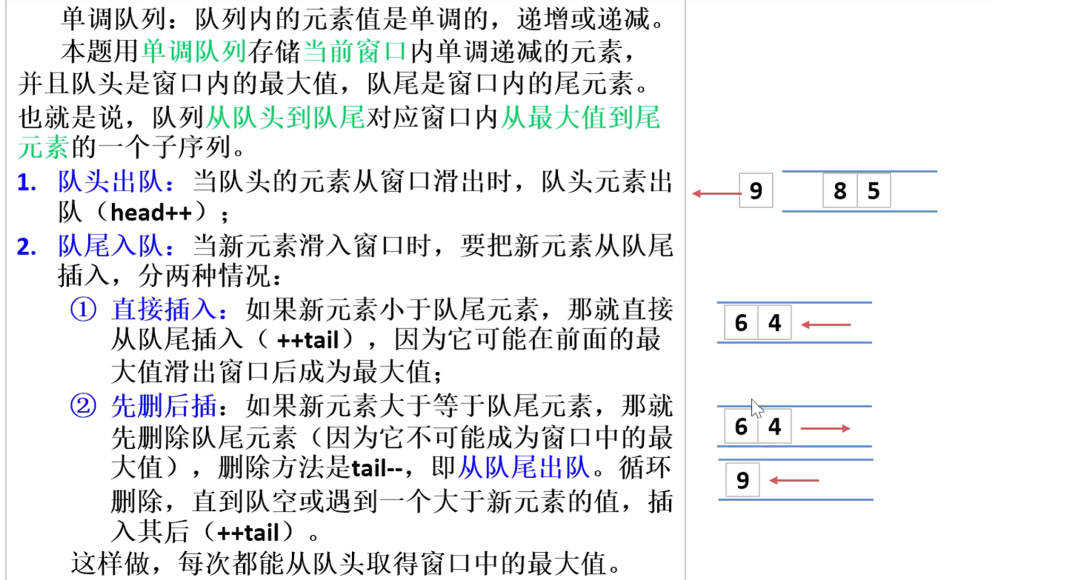 单调队列：队列内的元素值是单调的，递增或递减。
本题用单调队列存储当前窗口内单调递减的元素，
并且队头是窗口内的最大值，队尾是窗口内的尾元素。
也就是说，队列从队头到队尾对应窗口内从最大值到尾
元素的一个子序列。
1. 队头出队：当队头的元素从窗口滑出时，队头元素出
队（head++）；
9 8 5
2. 队尾入队：当新元素滑入窗口时，要把新元素从队尾
插入，分两种情况：
① 直接插入：如果新元素小于队尾元素，那就直接
从队尾插入（ ++tail），因为它可能在前面的最
大值滑出窗口后成为最大值；
6 4
② 先删后插：如果新元素大于等于队尾元素，那就
先删除队尾元素（因为它不可能成为窗口中的最
大值），删除方法是tail--，即从队尾出队。循环
删除，直到队空或遇到一个大于新元素的值，插
入其后（++tail）。
6 4
9
这样做，每次都能从队头取得窗口中的最大值。